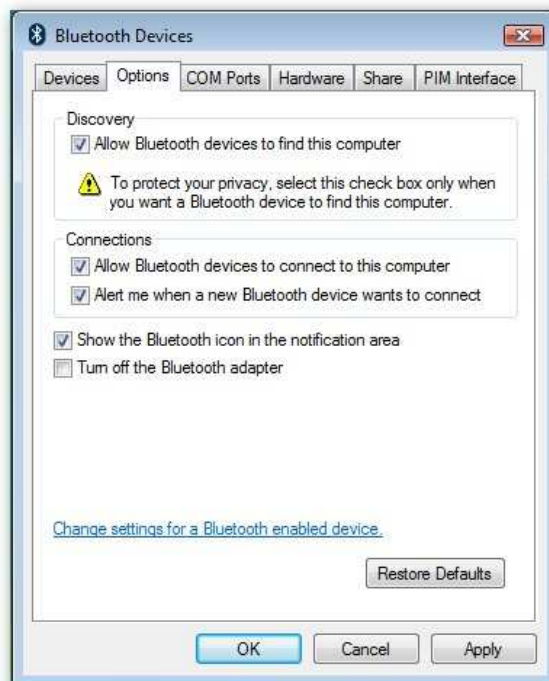 Bluetooth Devices
Devices Options COM Ports Hardware Share PIM Interface
Discovery
Allow Bluetooth devices to find this computer
To protect your privacy, select this check box only when
you want a Bluetooth device to find this computer.
Connections
Allow Bluetooth devices to connect to this computer
Alert me when a new Bluetooth device wants to connect
Show the Bluetooth icon in the notification area
Turn off the Bluetooth adapter
Change settings for a Bluetooth enabled device.
Restore Defaults
OK Cancel Apply